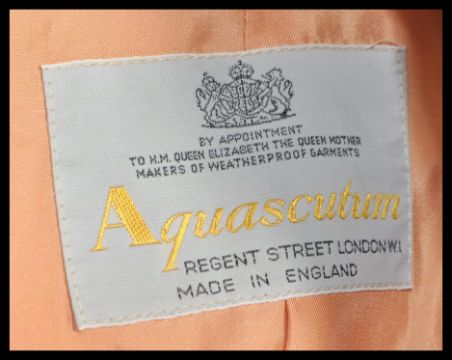 BY APPOINTMENT
TO H.M. QUEEN ELIZABETH THE QUEEN MOTHER
MAKERS OF WEATHERPROOF GARMENTS
Aquascutum
REGENT STREET LONDON W.1
MADE IN ENGLAND